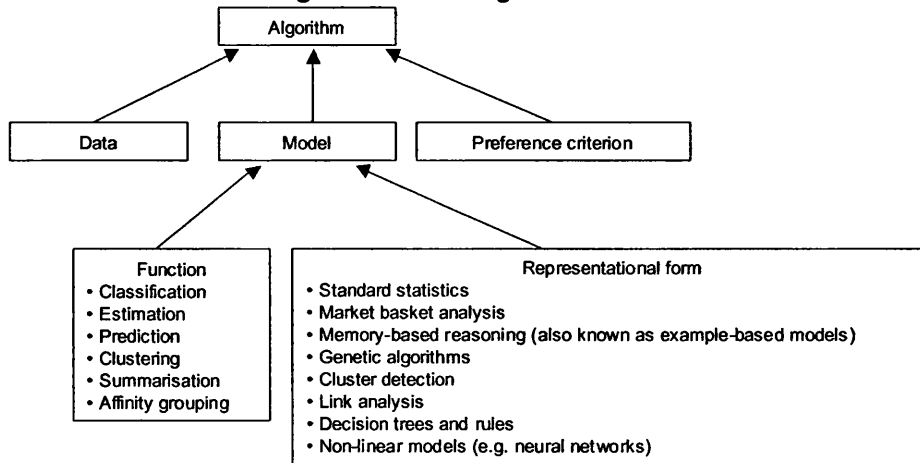 Algorithm
Data
Model
Preference criterion
Function
• Classification
• Estimation
• Prediction
• Clustering
• Summarisation
• Affinity grouping
Representational form
• Standard statistics
• Market basket analysis
• Memory-based reasoning (also known as example-based models)
• Genetic algorithms
• Cluster detection
• Link analysis
• Decision trees and rules
• Non-linear models (e.g. neural networks)